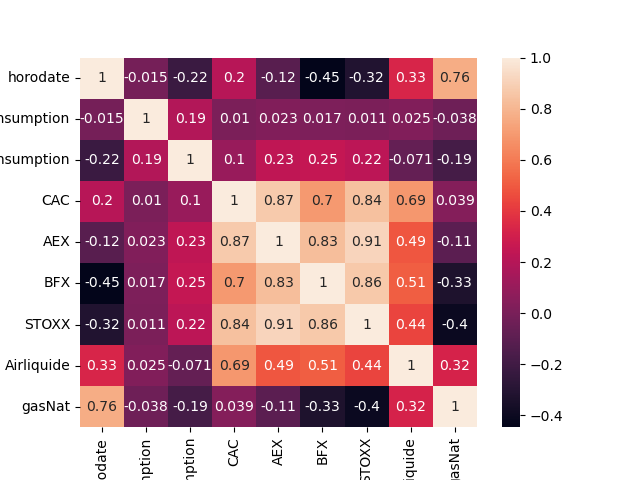 horodate 1 -0.015 -0.22 0.2 -0.12 -0.45 -0.32 0.33 0.76
nsumption -0.015 1 0.19 0.01 0.023 0.017 0.011 0.025 -0.038
nsumption -0.22 0.19 1 0.1 0.23 0.25 0.22 -0.071 -0.19
CAC 0.2 0.01 0.1 1 0.87 0.7 0.84 0.69 0.039
AEX -0.12 0.023 0.23 0.87 1 0.83 0.91 0.49 -0.11
BFX -0.45 0.017 0.25 0.7 0.83 1 0.86 0.51 -0.33
STOXX -0.32 0.011 0.22 0.84 0.91 0.86 1 0.44 -0.4
Airliquide 0.33 0.025 -0.071 0.69 0.49 0.51 0.44 1 0.32
gasNat 0.76 -0.038 -0.19 0.039 -0.11 -0.33 -0.4 0.32 1
odate mption mption CAC AEX BFX STOXX iquide asNat
1.0
0.8
0.6
0.4
0.2
0.0
−0.2
−0.4